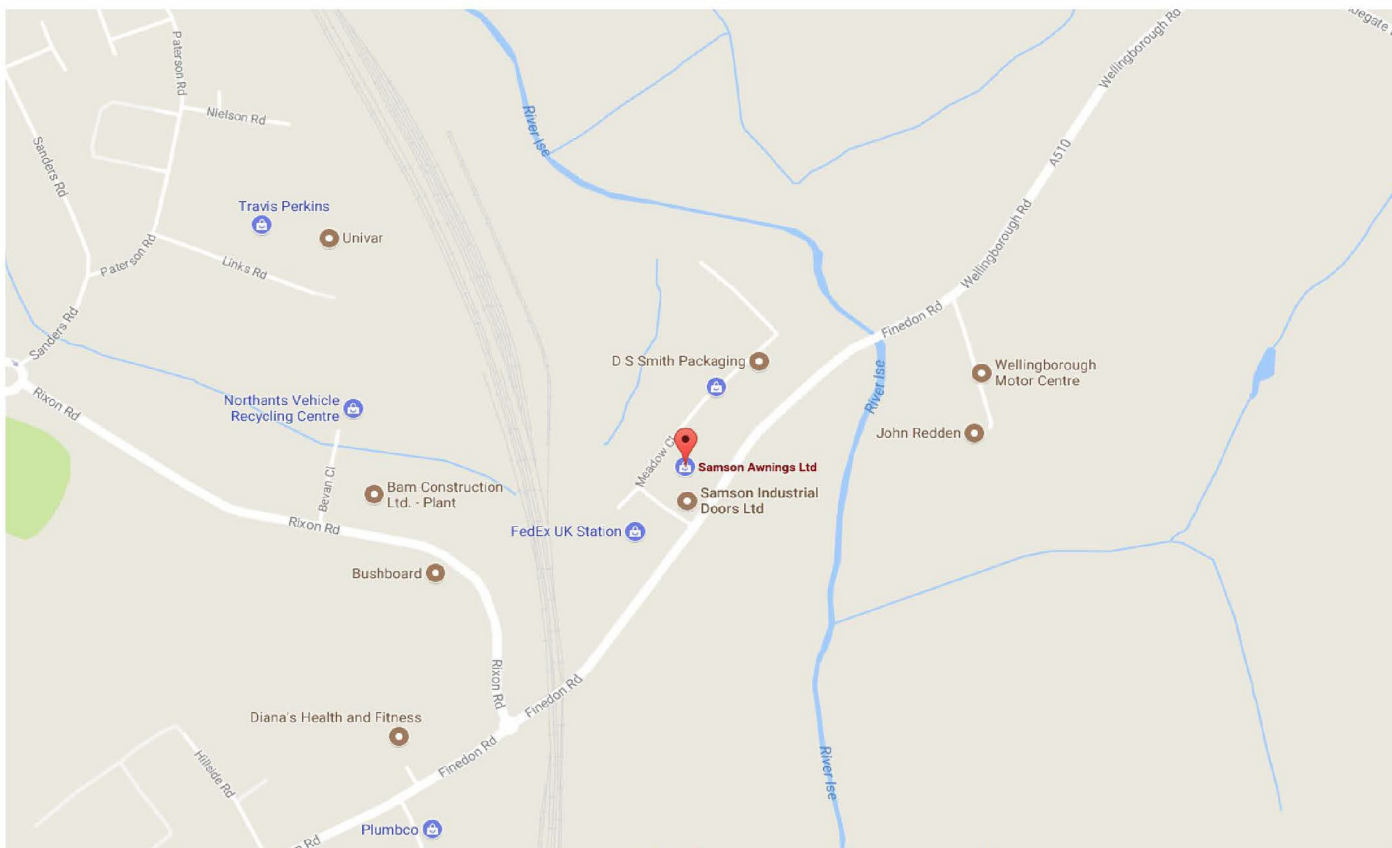 Wellingborough Rd
Paterson Rd
Nielson Rd
River Ise
A510
Sanders Rd
Travis Perkins
Univar
Wellingborough Rd
Paterson Rd
Links Rd
Sanders Rd
Finedon Rd
D S Smith Packaging
Wellingborough
Motor Centre
River Ise
Rixon Rd
Northants Vehicle
Recycling Centre
John Redden
Meadow Cl
Samson Awnings Ltd
Bevan Cl
Bam Construction
Ltd. - Plant
Samson Industrial
Doors Ltd
Rixon Rd
FedEx UK Station
Bushboard
Rixon Rd
Finedon Rd
Diana's Health and Fitness
Finedon Rd
Hillside Rd
River Ise
Plumbco
Rd